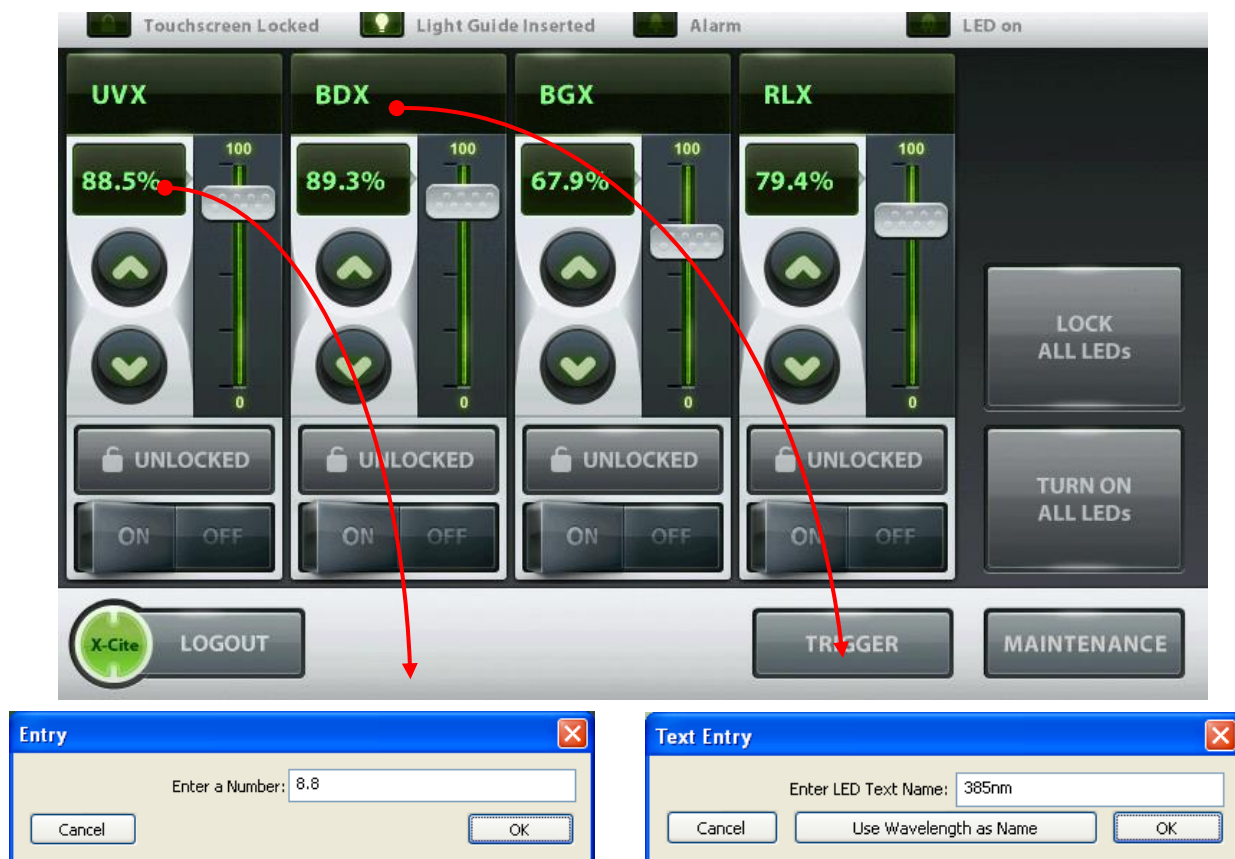 Touchscreen Locked Light Guide Inserted Alarm LED on
UVX BDX BGX RLX
100 100 100 100
88.5% 89.3% 67.9% 79.4%
0 0 0 0
LOCK
ALL LEDs
UNLOCKED UNLOCKED UNLOCKED UNLOCKED
TURN ON
ALL LEDs
ON OFF ON OFF ON OFF ON OFF
X-Cite LOGOUT TRIGGER MAINTENANCE
Entry
Enter a Number: 8.8
Cancel OK
Text Entry
Enter LED Text Name: 385nm
Cancel Use Wavelength as Name OK